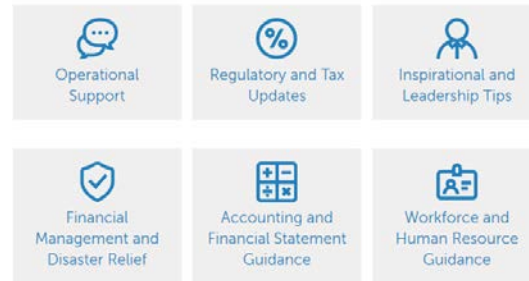 Operational
Support
Regulatory and Tax
Updates
Inspirational and
Leadership Tips
Financial
Management and
Disaster Relief
Accounting and
Financial Statement
Guidance
Workforce and
Human Resource
Guidance